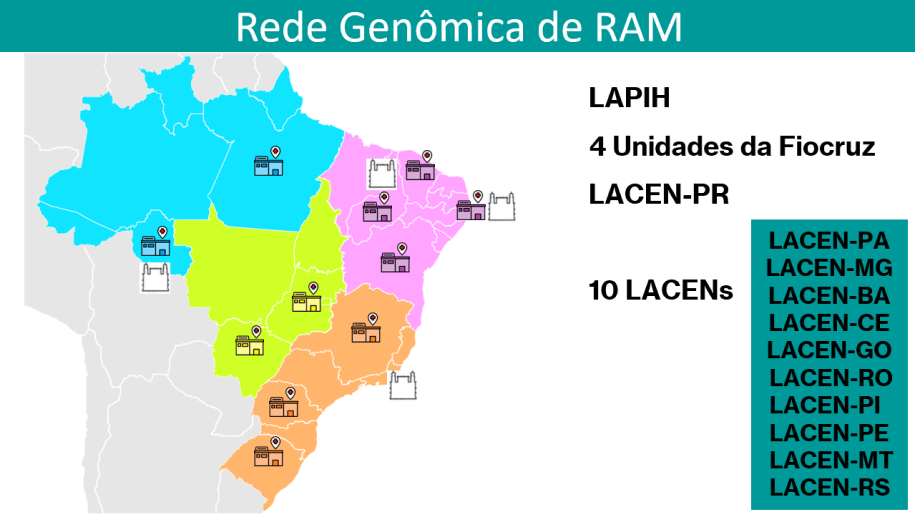 Rede Genômica de RAM
LAPIH
4 Unidades da Fiocruz
LACEN-PR
10 LACENs
LACEN-PA
LACEN-MG
LACEN-BA
LACEN-CE
LACEN-GO
LACEN-RO
LACEN-PI
LACEN-PE
LACEN-MT
LACEN-RS